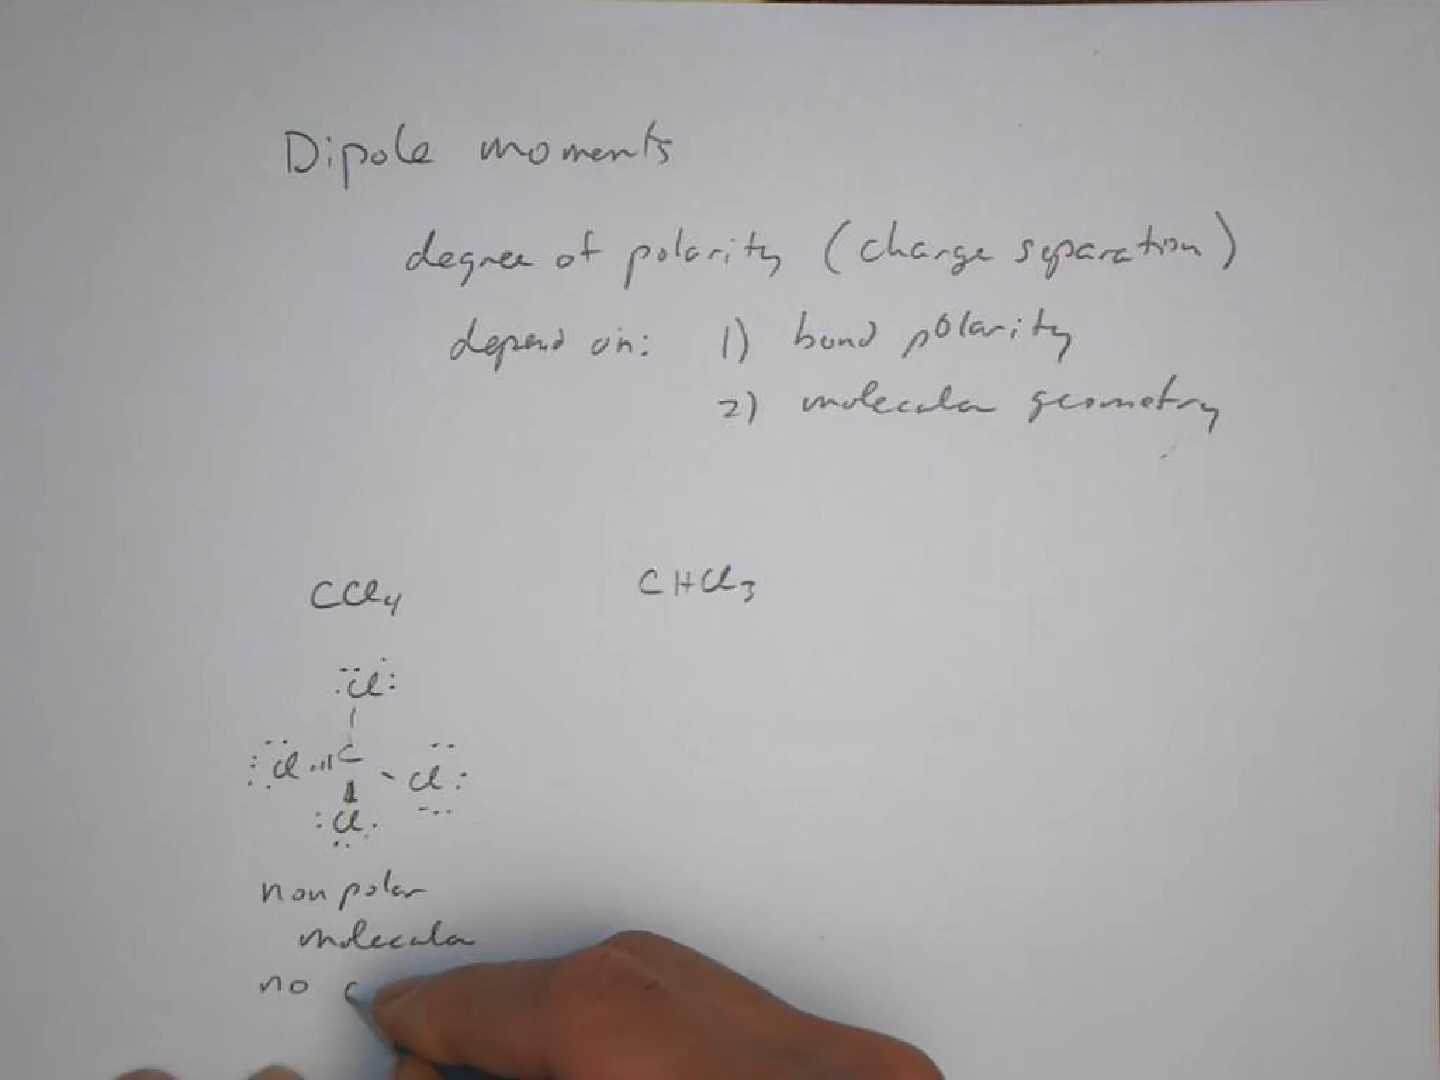 Dipole moments
degree of polarity (charge separation)
depend on: 1) bond polarity
2) molecular geometry
CCl4 CHCl3
:Cl:
:Cl C Cl:
:Cl:
nonpolar
molecular
no